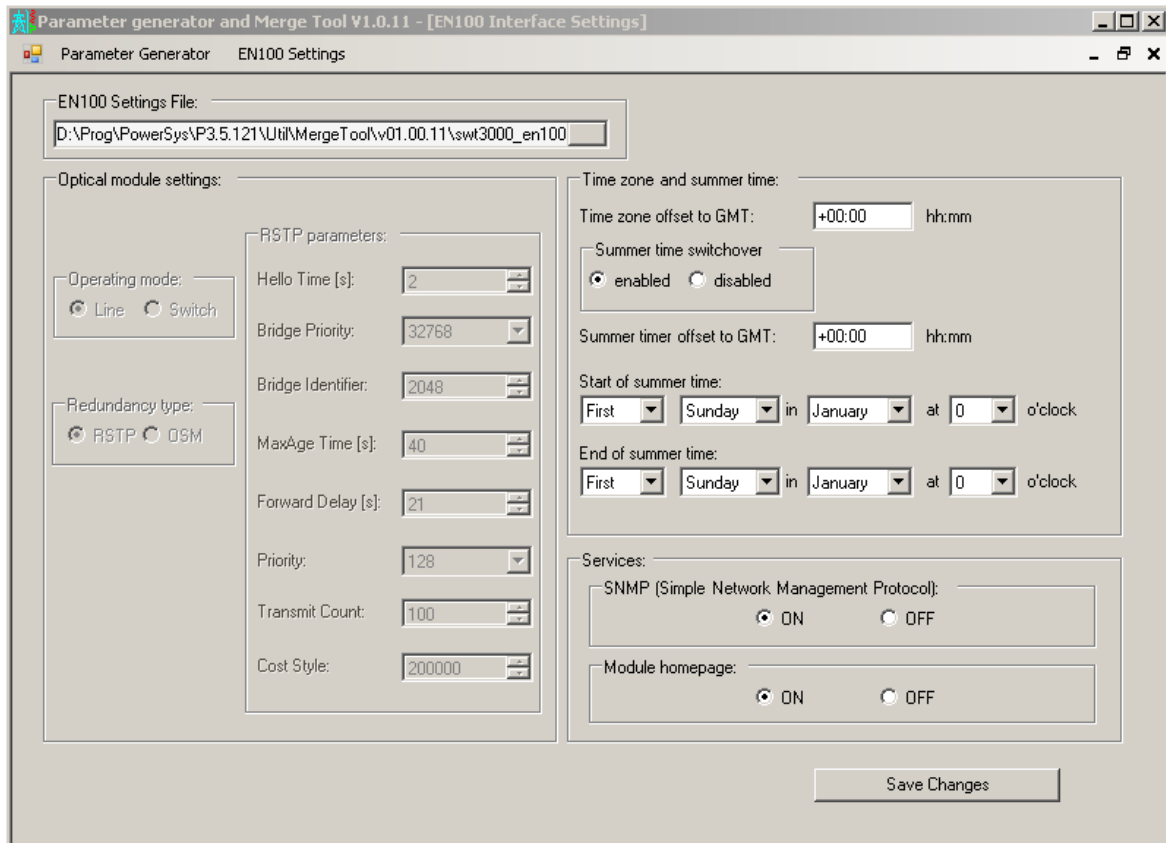 Parameter generator and Merge Tool V1.0.11 - [EN100 Interface Settings]
Parameter Generator EN100 Settings
EN100 Settings File:
D:\Prog\PowerSys\P3.5.121\Util\MergeTool\v01.00.11\swt3000_en100
Optical module settings:
Operating mode:
Line Switch
Redundancy type:
RSTP OSM
RSTP parameters:
Hello Time [s]: 2
Bridge Priority: 32768
Bridge Identifier: 2048
MaxAge Time [s]: 40
Forward Delay [s]: 21
Priority: 128
Transmit Count: 100
Cost Style: 200000
Time zone and summer time:
Time zone offset to GMT: +00:00 hh:mm
Summer time switchover
enabled disabled
Summer timer offset to GMT: +00:00 hh:mm
Start of summer time:
First Sunday in January at 0 o'clock
End of summer time:
First Sunday in January at 0 o'clock
Services:
SNMP (Simple Network Management Protocol):
ON OFF
Module homepage:
ON OFF
Save Changes